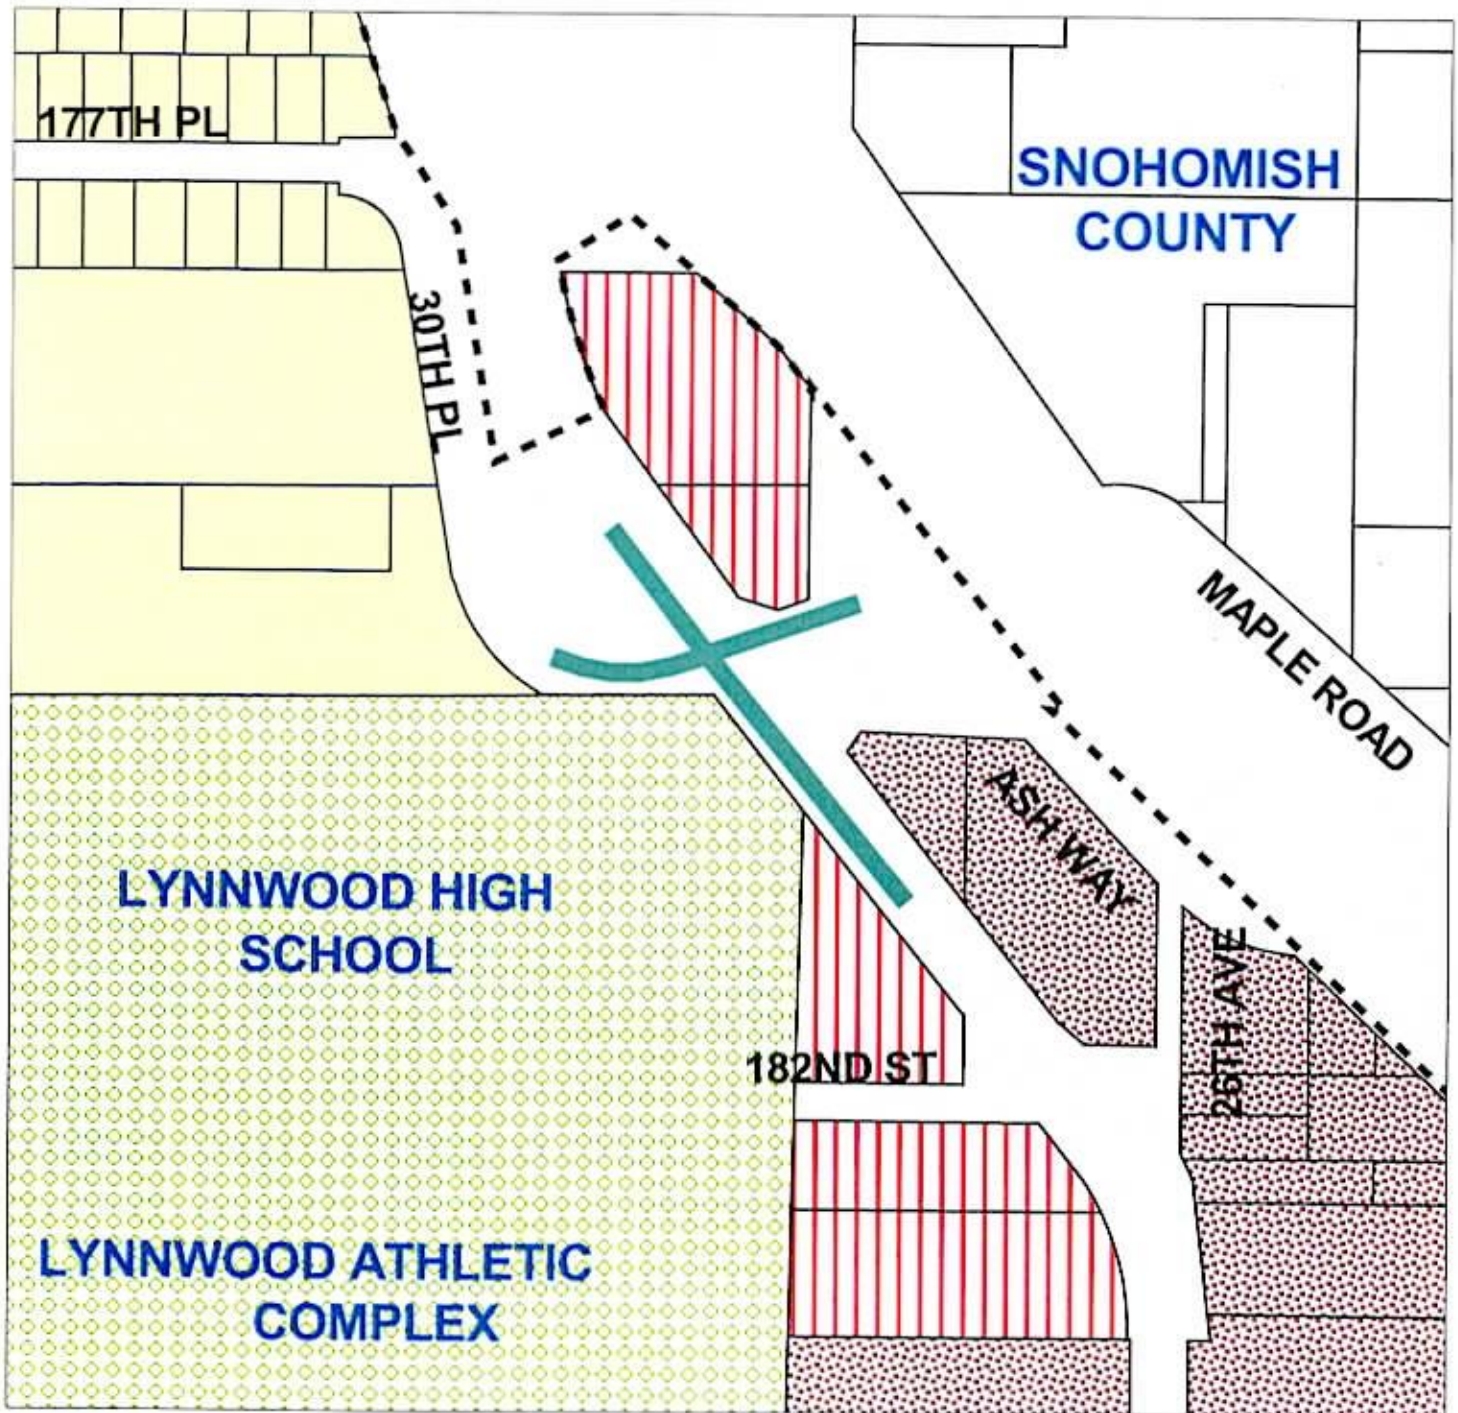 177TH PL
SNOHOMISH
COUNTY
30TH PL
MAPLE ROAD
ASH WAY
LYNNWOOD HIGH
SCHOOL
26TH AVE
182ND ST
LYNNWOOD ATHLETIC
COMPLEX